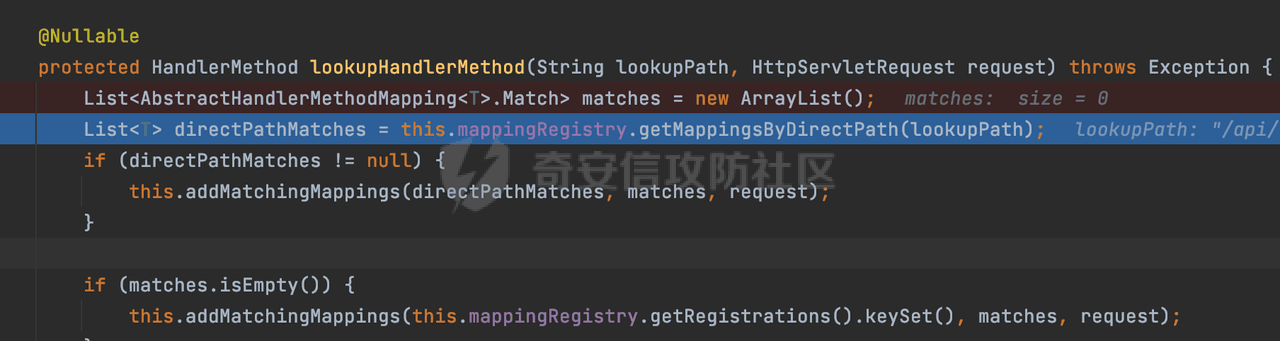 @Nullable
protected HandlerMethod lookupHandlerMethod(String lookupPath, HttpServletRequest request) throws Exception {
List<AbstractHandlerMethodMapping<T>.Match> matches = new ArrayList(); matches: size = 0
List<T> directPathMatches = this.mappingRegistry.getMappingsByDirectPath(lookupPath); lookupPath: "/api/
if (directPathMatches != null) {
奇安信攻防社区
this.addMatchingMappings(directPathMatches, matches, request);
}
if (matches.isEmpty()) {
this.addMatchingMappings(this.mappingRegistry.getRegistrations().keySet(), matches, request);
}